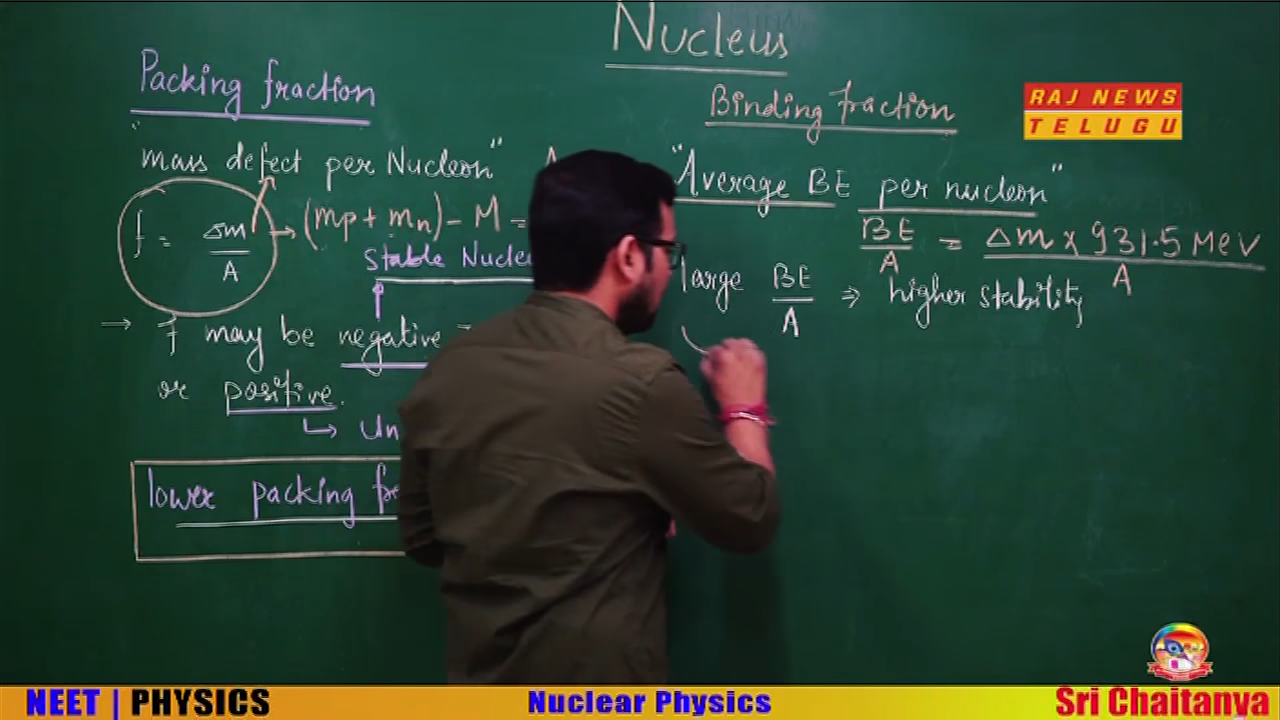 Nucleus
Packing fraction
"mass defect per Nucleon"
f = Δm/A → (mp + mn) - M =
Stable
→ f may be negative
or positive.
lower packing
Binding fraction
"Average BE per nucleon"
BE/A = Δm x 931.5 MeV/A
large BE/A ⇒ higher stability
RAJ NEWS
TELUGU
NEET | PHYSICS
Nuclear Physics
Sri Chaitanya